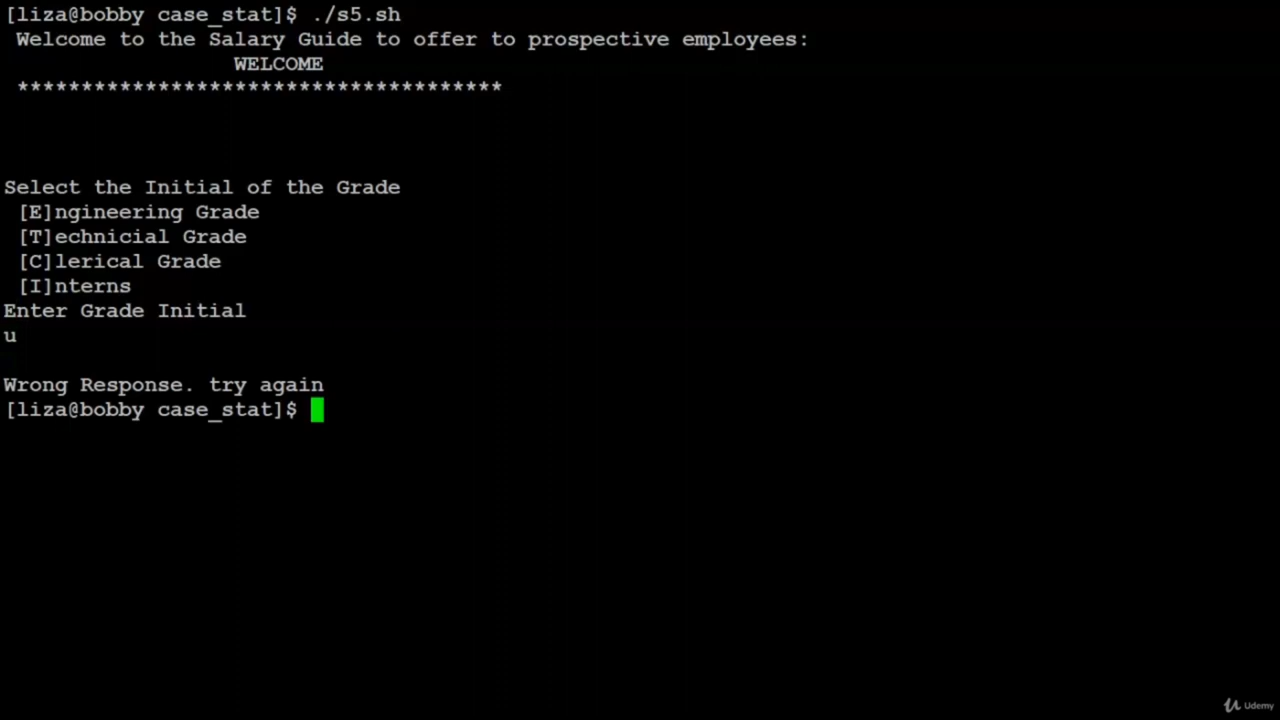 [liza@bobby case_stat]$ ./s5.sh
Welcome to the Salary Guide to offer to prospective employees:
WELCOME
**************************************
Select the Initial of the Grade
[E]ngineering Grade
[T]echnicial Grade
[C]lerical Grade
[I]nterns
Enter Grade Initial
u
Wrong Response. try again
[liza@bobby case_stat]$
Udemy